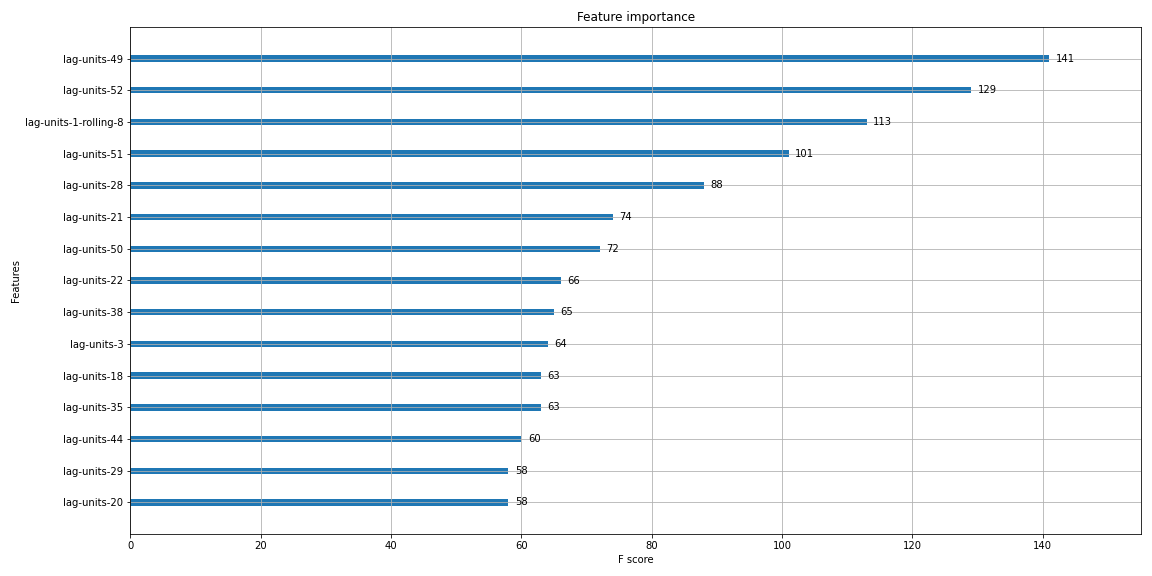 Feature importance
lag-units-49 141
lag-units-52 129
lag-units-1-rolling-8 113
lag-units-51 101
lag-units-28 88
lag-units-21 74
lag-units-50 72
lag-units-22 66
lag-units-38 65
lag-units-3 64
lag-units-18 63
lag-units-35 63
lag-units-44 60
lag-units-29 58
lag-units-20 58
Features
0 20 40 60 80 100 120 140
F score